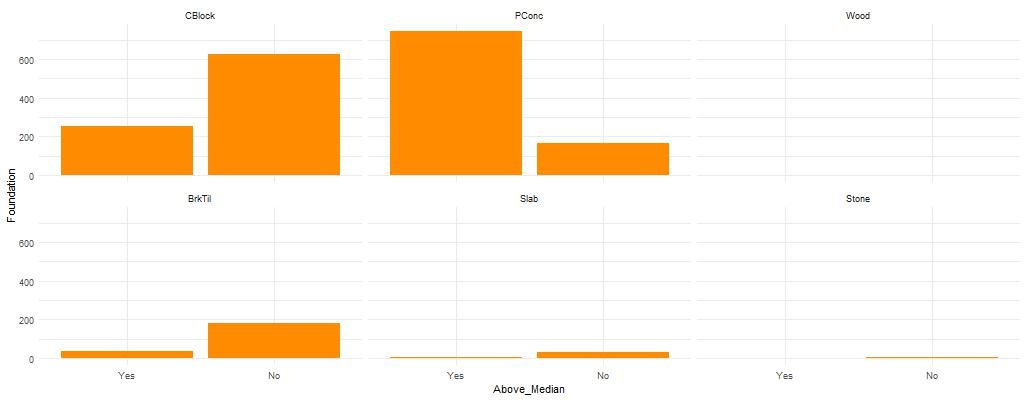 CBlock PConc Wood
600
400
200
0
Foundation
BrkTil Slab Stone
600
400
200
0
Yes No Yes No Yes No
Above_Median